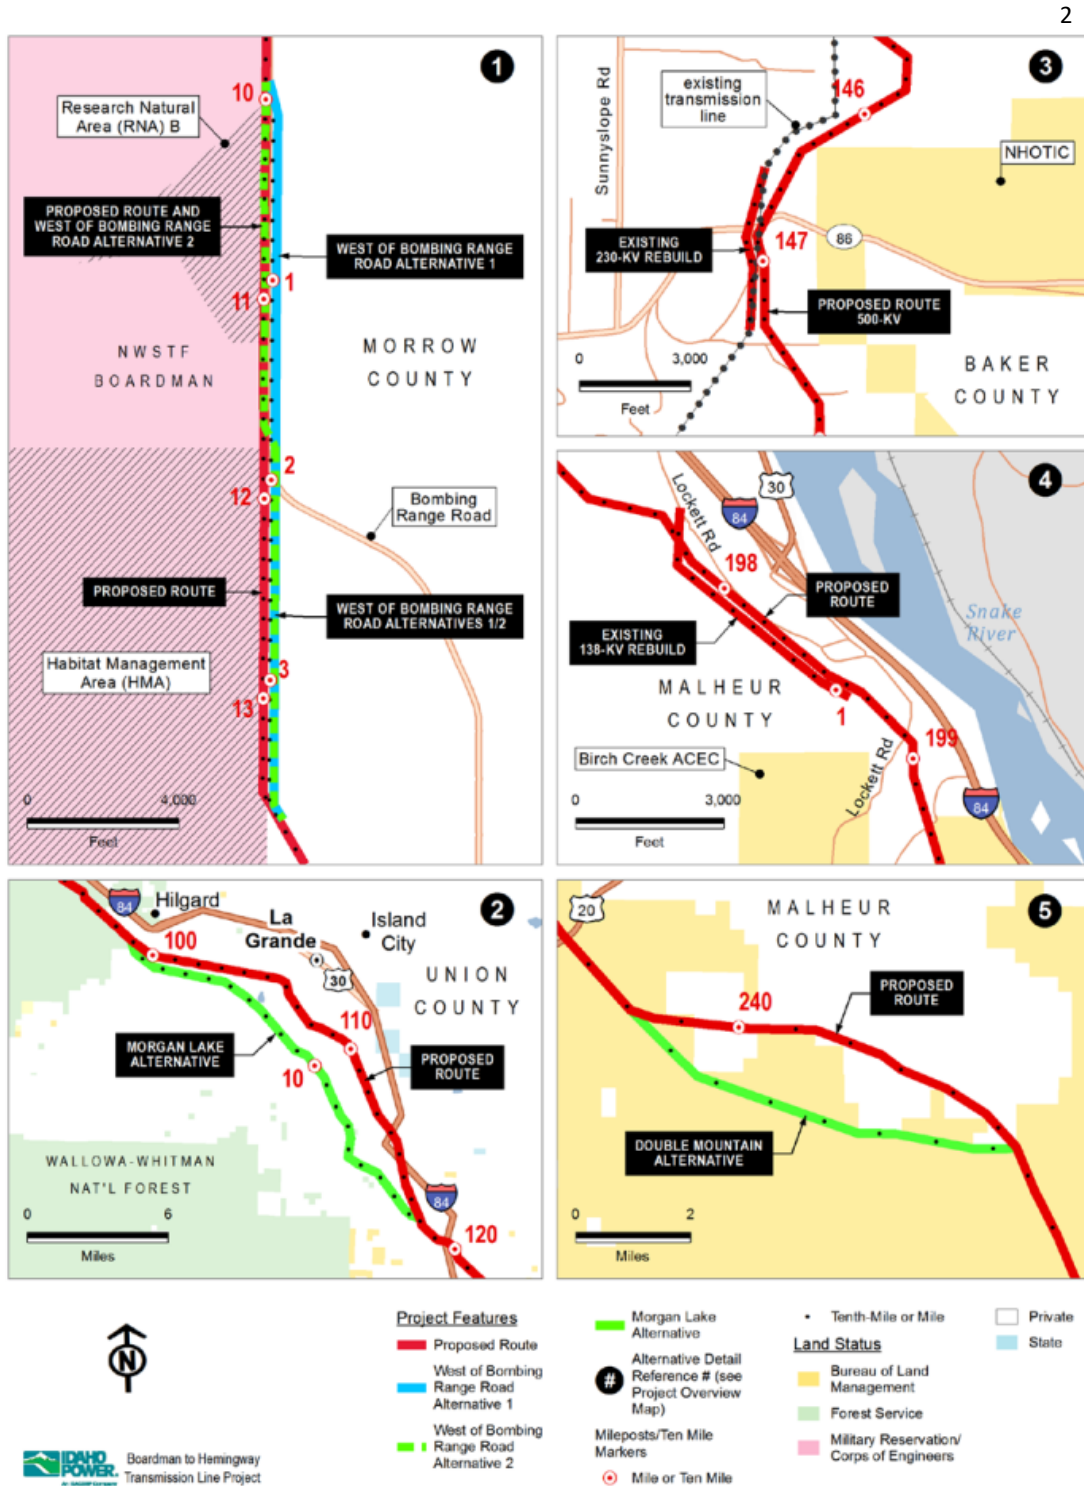 2
1
10
Research Natural
Area (RNA) B
PROPOSED ROUTE AND
WEST OF BOMBING RANGE
ROAD ALTERNATIVE 2
WEST OF BOMBING RANGE
ROAD ALTERNATIVE 1
1
11
NWSTF
BOARDMAN
MORROW
COUNTY
2
12
Bombing
Range Road
PROPOSED ROUTE
WEST OF BOMBING RANGE
ROAD ALTERNATIVES 1/2
Habitat Management
Area (HMA)
3
13
0
4,000
Feet
3
Sunnyslope Rd
existing
transmission
line
146
NHOTIC
86
EXISTING
230-KV REBUILD
147
PROPOSED ROUTE
500-KV
0
3,000
Feet
BAKER
COUNTY
4
Lockett Rd
30
84
198
PROPOSED
ROUTE
Snake
River
EXISTING
138-KV REBUILD
MALHEUR
COUNTY
1
199
Birch Creek ACEC
Lockett Rd
84
0
3,000
Feet
2
84
Hilgard
La
Grande
Island
City
100
30
UNION
COUNTY
110
MORGAN LAKE
ALTERNATIVE
10
PROPOSED
ROUTE
WALLOWA-WHITMAN
NAT'L FOREST
84
0
6
Miles
120
5
20
MALHEUR
COUNTY
240
PROPOSED
ROUTE
DOUBLE MOUNTAIN
ALTERNATIVE
0
2
Miles
N
IDAHO
POWER
An IDACORP Company
Boardman to Hemingway
Transmission Line Project
Project Features
Proposed Route
West of Bombing
Range Road
Alternative 1
West of Bombing
Range Road
Alternative 2
Morgan Lake
Alternative
#
Alternative Detail
Reference # (see
Project Overview
Map)
Mileposts/Ten Mile
Markers
Mile or Ten Mile
Tenth-Mile or Mile
Land Status
Bureau of Land
Management
Forest Service
Military Reservation/
Corps of Engineers
Private
State